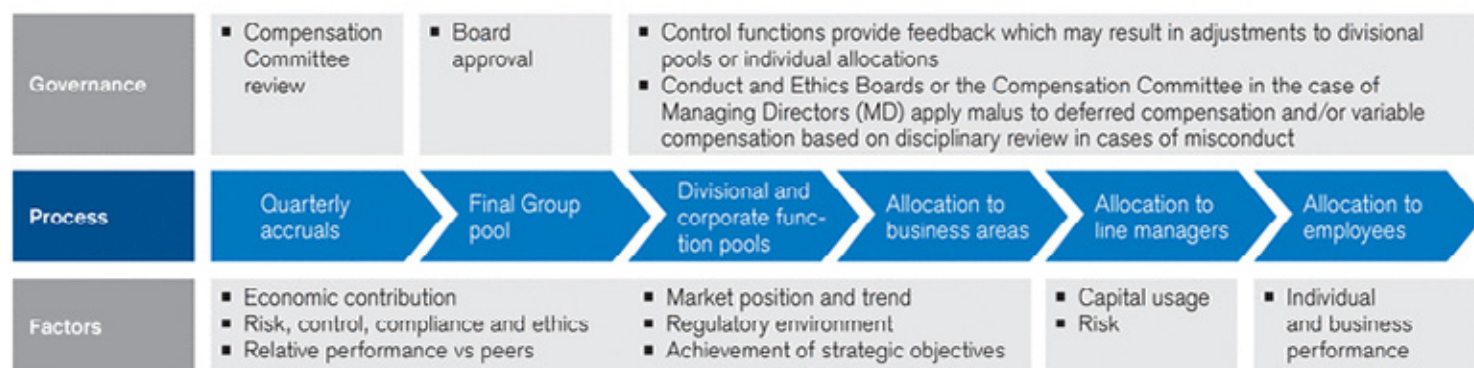 Governance
▪ Compensation
Committee
review
▪ Board
approval
▪ Control functions provide feedback which may result in adjustments to divisional
pools or individual allocations
▪ Conduct and Ethics Boards or the Compensation Committee in the case of
Managing Directors (MD) apply malus to deferred compensation and/or variable
compensation based on disciplinary review in cases of misconduct
Process
Quarterly
accruals
Final Group
pool
Divisional and
corporate func-
tion pools
Allocation to
business areas
Allocation to
line managers
Allocation to
employees
Factors
▪ Economic contribution
▪ Risk, control, compliance and ethics
▪ Relative performance vs peers
▪ Market position and trend
▪ Regulatory environment
▪ Achievement of strategic objectives
▪ Capital usage
▪ Risk
▪ Individual
and business
performance